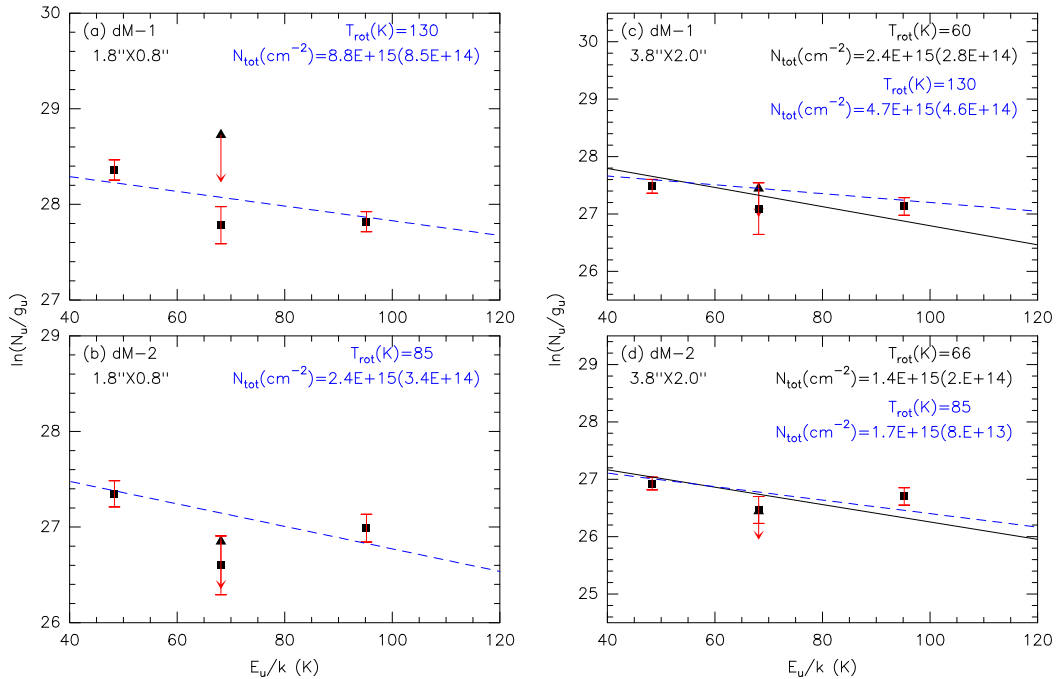 (a) dM-1 T_rot(K)=130
1.8"X0.8" N_tot(cm^−2)=8.8E+15(8.5E+14)
30
29
28
27
40 60 80 100 120
(b) dM-2 T_rot(K)=85
1.8"X0.8" N_tot(cm^−2)=2.4E+15(3.4E+14)
29
28
27
26
40 60 80 100 120
ln(N_u/g_u)
E_u/k (K)
(c) dM-1 T_rot(K)=60
3.8"X2.0" N_tot(cm^−2)=2.4E+15(2.8E+14)
T_rot(K)=130
N_tot(cm^−2)=4.7E+15(4.6E+14)
30
29
28
27
26
40 60 80 100 120
(d) dM-2 T_rot(K)=66
3.8"X2.0" N_tot(cm^−2)=1.4E+15(2.E+14)
T_rot(K)=85
N_tot(cm^−2)=1.7E+15(8.E+13)
29
28
27
26
25
40 60 80 100 120
ln(N_u/g_u)
E_u/k (K)